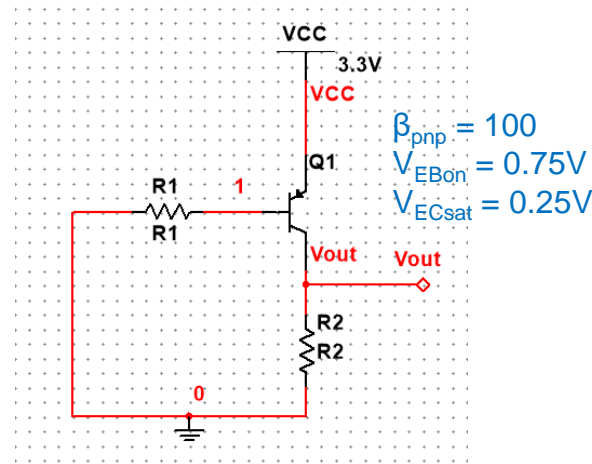 VCC
3.3V
VCC
βpnp = 100
VEBon = 0.75V
VECsat = 0.25V
Q1
R1
1
R1
Vout
Vout
R2
R2
0